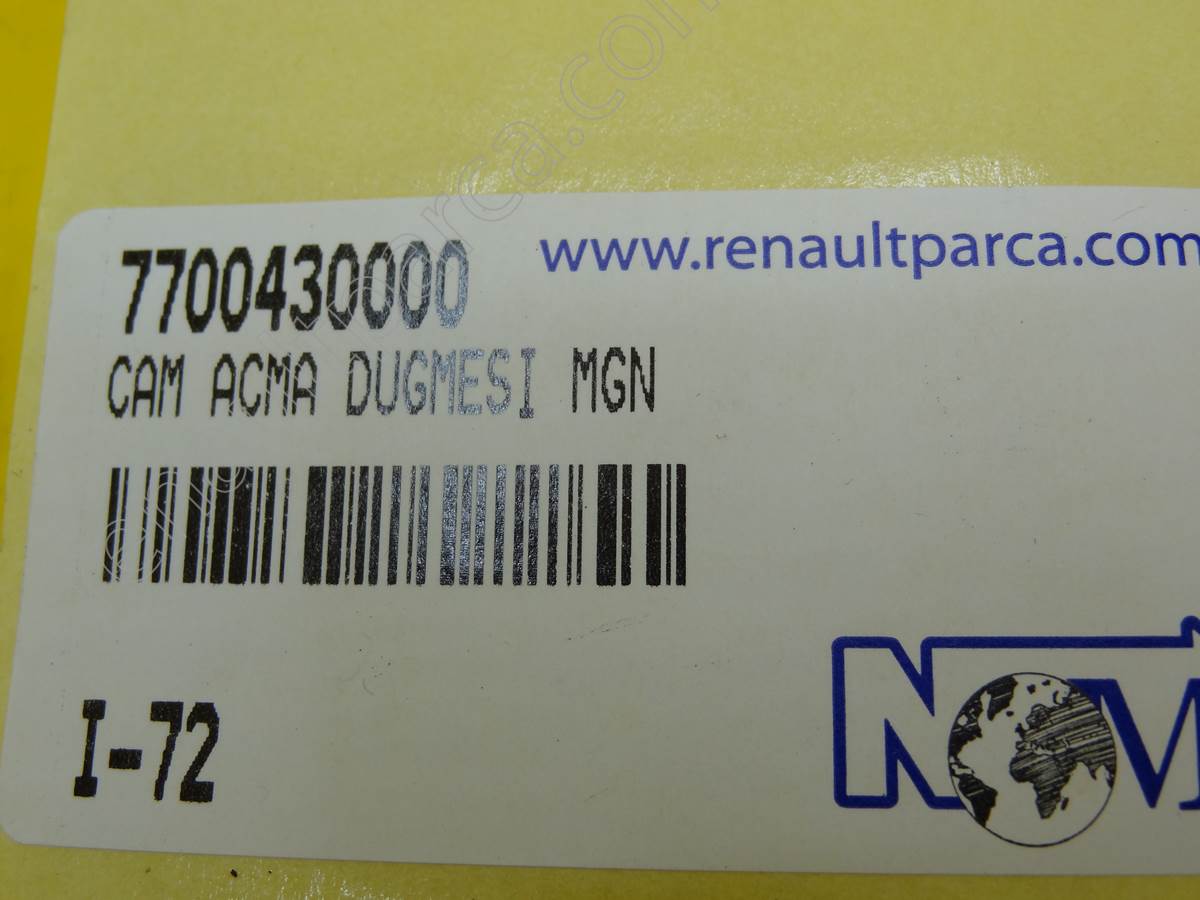 7700430000
www.renaultparca.com
CAM ACMA DUGMESI MGN
I-72